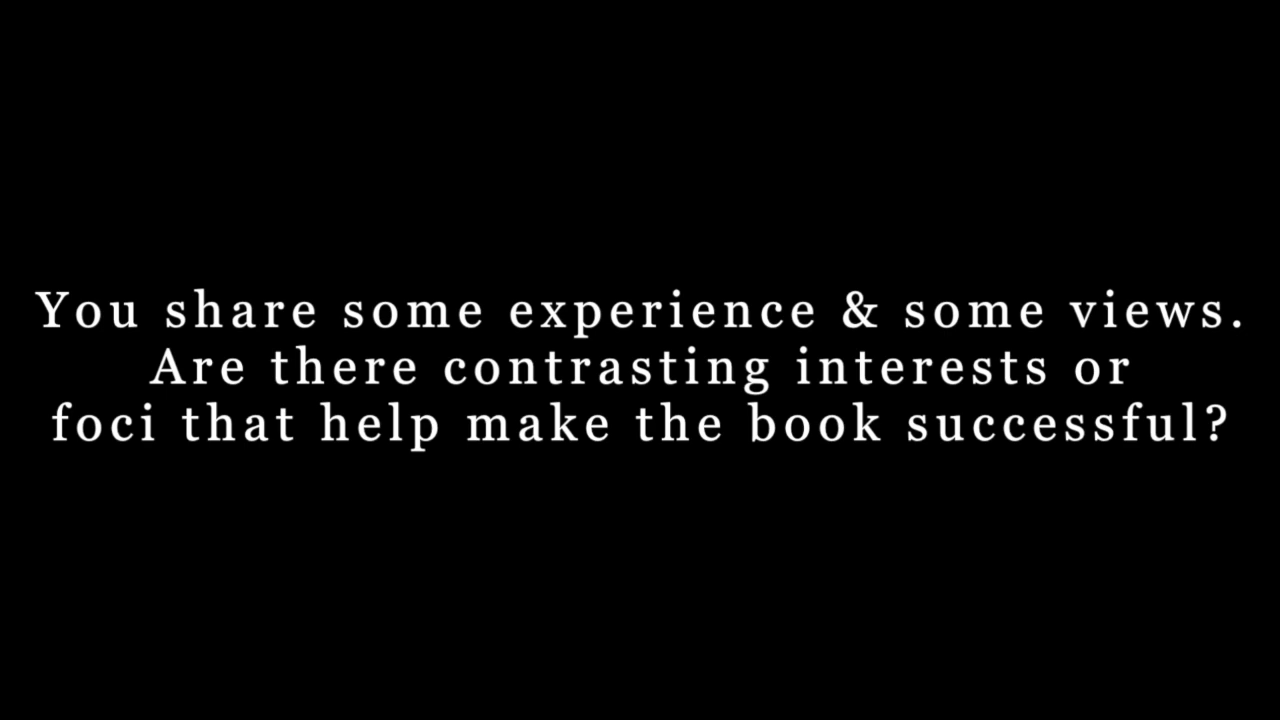 You share some experience & some views.
Are there contrasting interests or
foci that help make the book successful?